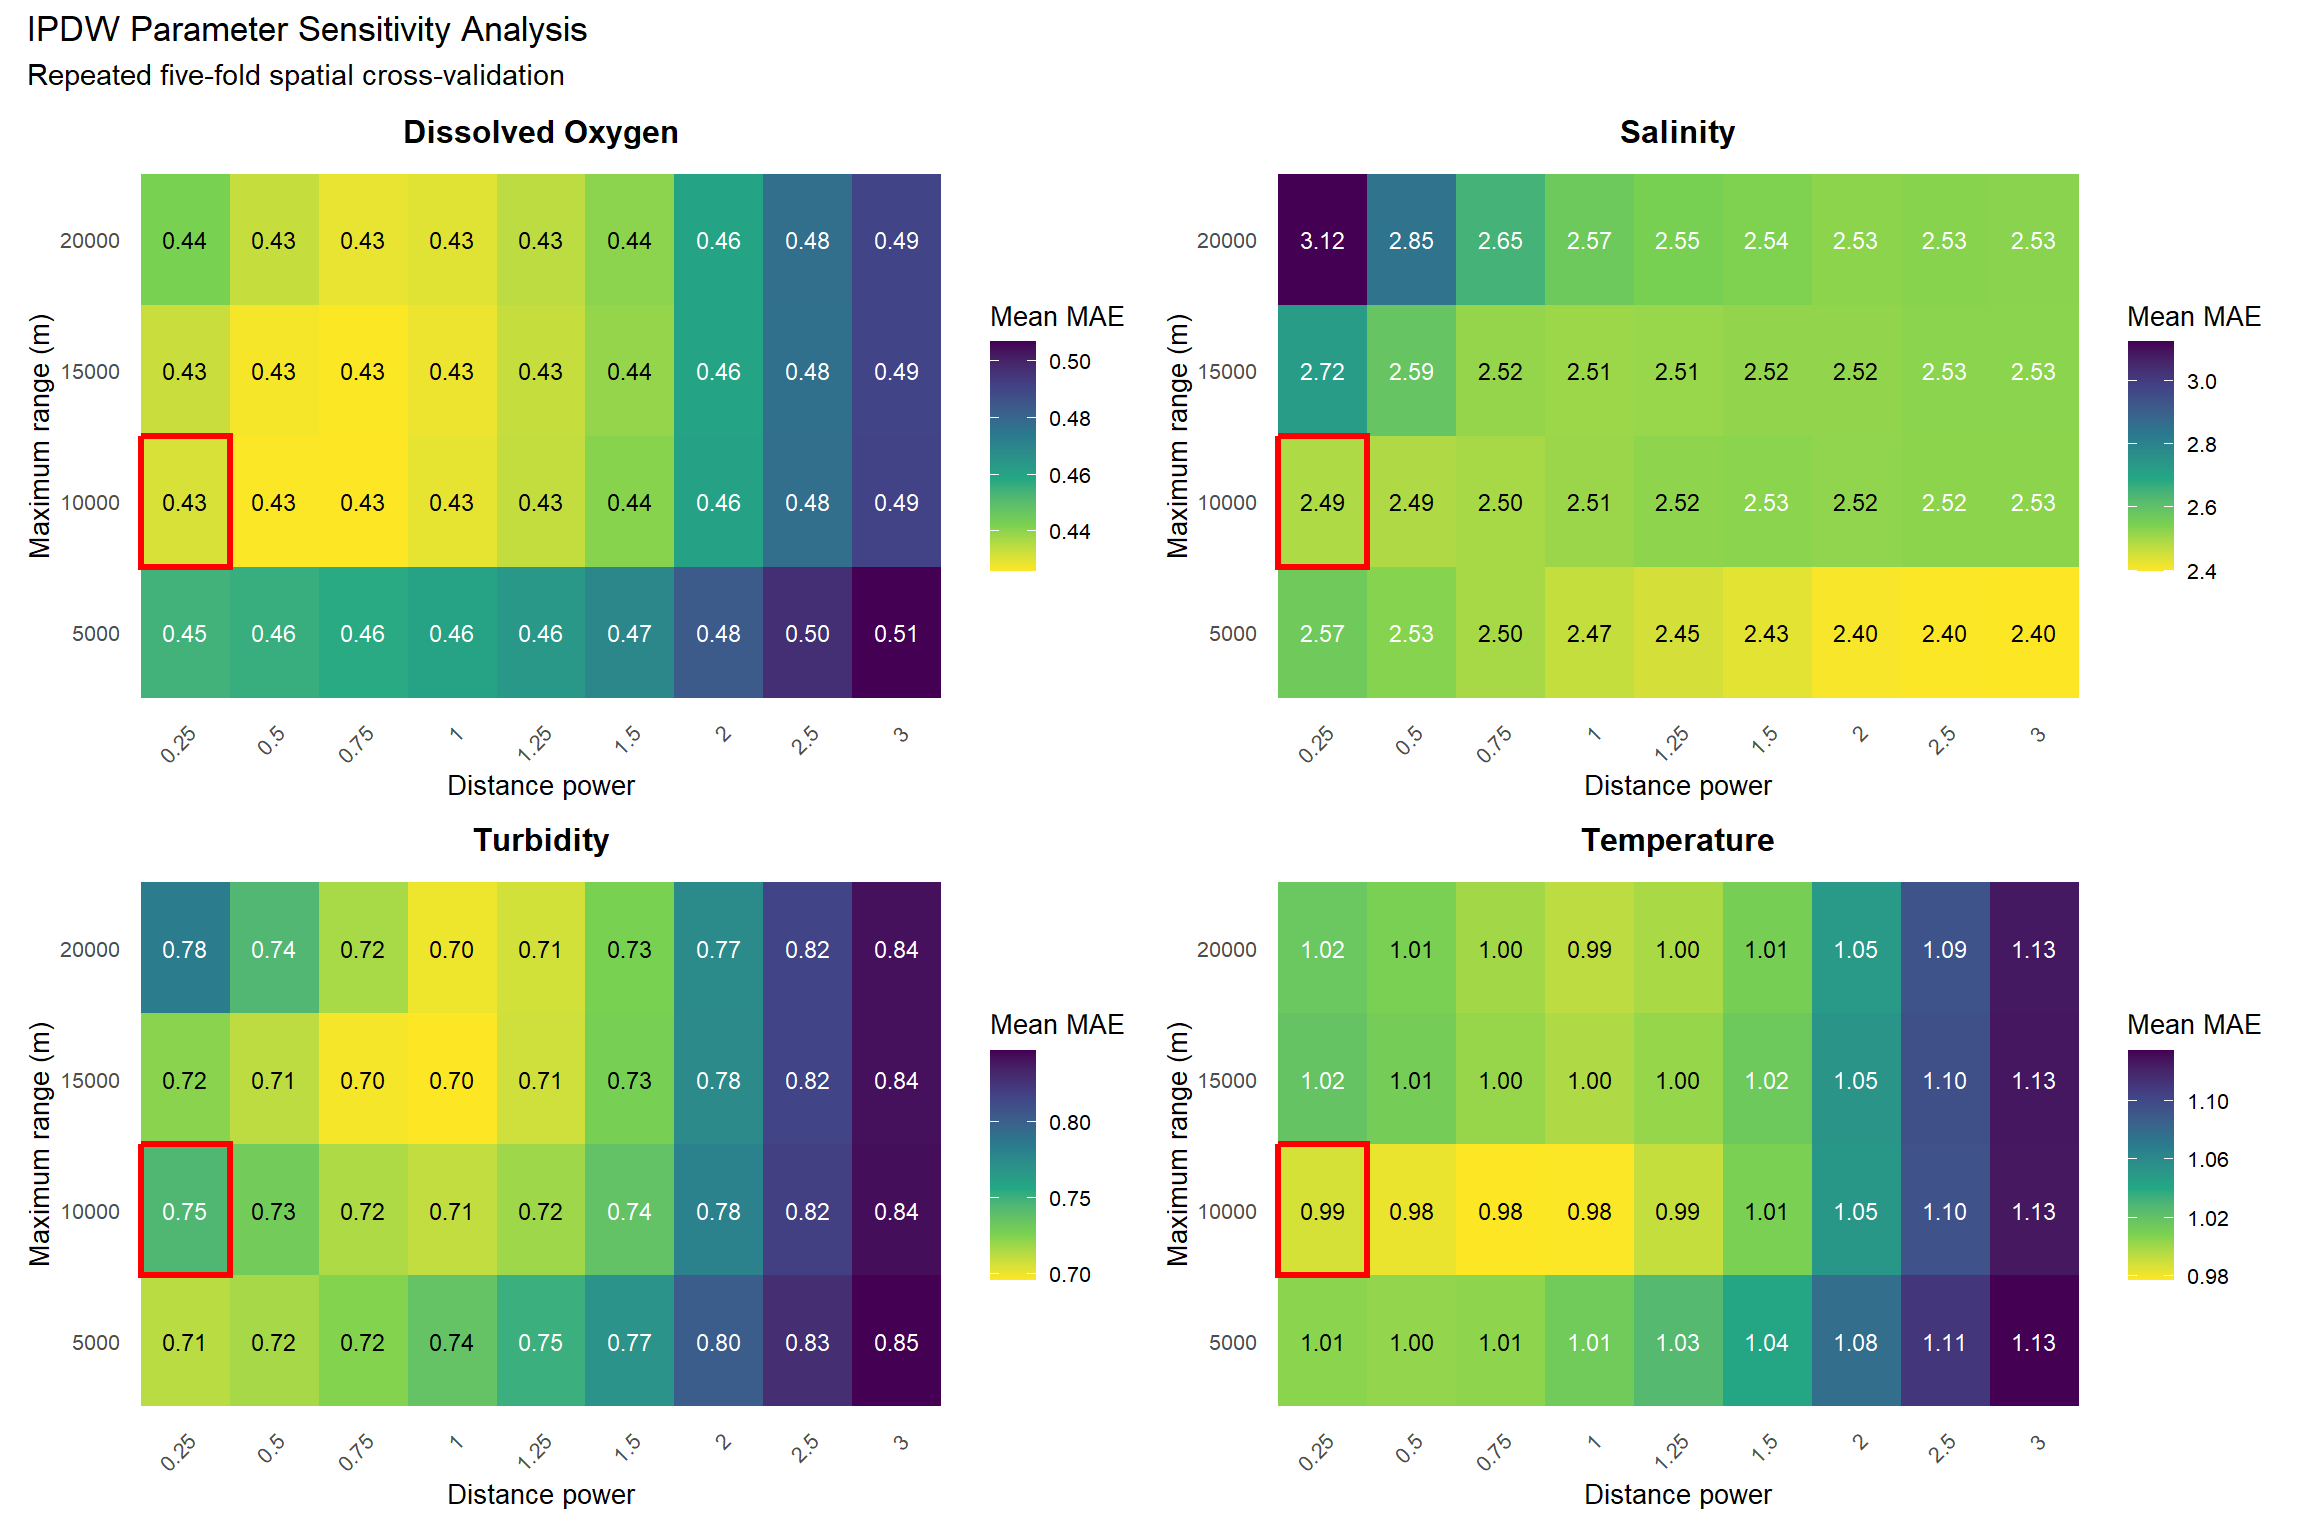 IPDW Parameter Sensitivity Analysis
Repeated five-fold spatial cross-validation
Dissolved Oxygen
Maximum range (m)
20000 0.44 0.43 0.43 0.43 0.43 0.44 0.46 0.48 0.49
15000 0.43 0.43 0.43 0.43 0.43 0.44 0.46 0.48 0.49
10000 0.43 0.43 0.43 0.43 0.43 0.44 0.46 0.48 0.49
5000 0.45 0.46 0.46 0.46 0.46 0.47 0.48 0.50 0.51
0.25 0.5 0.75 1 1.25 1.5 2 2.5 3
Distance power
Mean MAE
0.50
0.48
0.46
0.44
Salinity
Maximum range (m)
20000 3.12 2.85 2.65 2.57 2.55 2.54 2.53 2.53 2.53
15000 2.72 2.59 2.52 2.51 2.51 2.52 2.52 2.53 2.53
10000 2.49 2.49 2.50 2.51 2.52 2.53 2.52 2.52 2.53
5000 2.57 2.53 2.50 2.47 2.45 2.43 2.40 2.40 2.40
0.25 0.5 0.75 1 1.25 1.5 2 2.5 3
Distance power
Mean MAE
3.0
2.8
2.6
2.4
Turbidity
Maximum range (m)
20000 0.78 0.74 0.72 0.70 0.71 0.73 0.77 0.82 0.84
15000 0.72 0.71 0.70 0.70 0.71 0.73 0.78 0.82 0.84
10000 0.75 0.73 0.72 0.71 0.72 0.74 0.78 0.82 0.84
5000 0.71 0.72 0.72 0.74 0.75 0.77 0.80 0.83 0.85
0.25 0.5 0.75 1 1.25 1.5 2 2.5 3
Distance power
Mean MAE
0.80
0.75
0.70
Temperature
Maximum range (m)
20000 1.02 1.01 1.00 0.99 1.00 1.01 1.05 1.09 1.13
15000 1.02 1.01 1.00 1.00 1.00 1.02 1.05 1.10 1.13
10000 0.99 0.98 0.98 0.98 0.99 1.01 1.05 1.10 1.13
5000 1.01 1.00 1.01 1.01 1.03 1.04 1.08 1.11 1.13
0.25 0.5 0.75 1 1.25 1.5 2 2.5 3
Distance power
Mean MAE
1.10
1.06
1.02
0.98